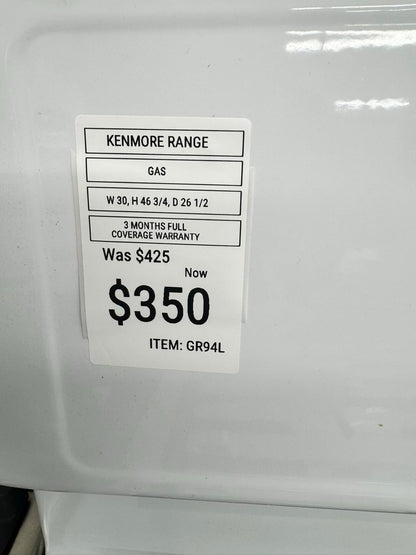 KENMORE RANGE
GAS
W 30, H 46 3/4, D 26 1/2
3 MONTHS FULL
COVERAGE WARRANTY
Was $425
Now
$350
ITEM: GR94L